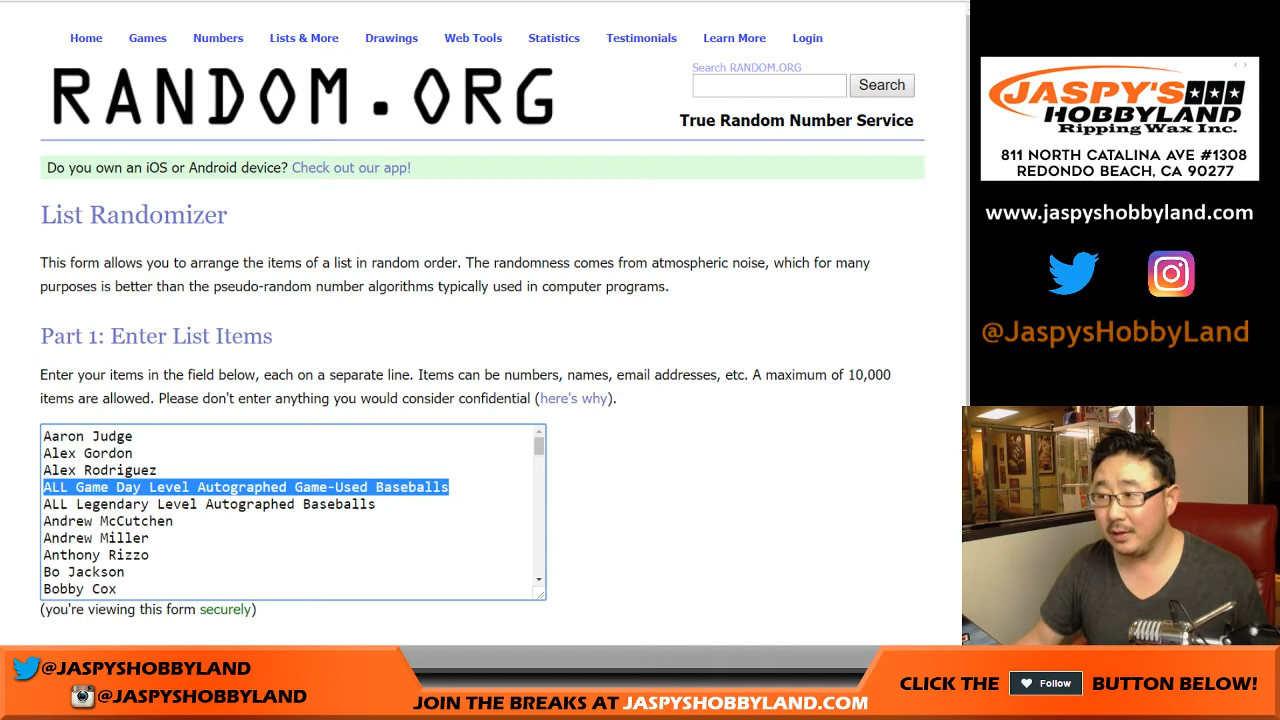 Home Games Numbers Lists & More Drawings Web Tools Statistics Testimonials Learn More Login
RANDOM.ORG
Search RANDOM.ORG
Search
True Random Number Service
Do you own an iOS or Android device? Check out our app!
List Randomizer
This form allows you to arrange the items of a list in random order. The randomness comes from atmospheric noise, which for many
purposes is better than the pseudo-random number algorithms typically used in computer programs.
Part 1: Enter List Items
Enter your items in the field below, each on a separate line. Items can be numbers, names, email addresses, etc. A maximum of 10,000
items are allowed. Please don't enter anything you would consider confidential (here's why).
Aaron Judge
Alex Gordon
Alex Rodriguez
ALL Game Day Level Autographed Game-Used Baseballs
ALL Legendary Level Autographed Baseballs
Andrew McCutchen
Andrew Miller
Anthony Rizzo
Bo Jackson
Bobby Cox
(you're viewing this form securely)
JASPY'S
HOBBYLAND
Ripping Wax Inc.
811 NORTH CATALINA AVE #1308
REDONDO BEACH, CA 90277
www.jaspyshobbyland.com
@JaspysHobbyLand
@JASPYSHOBBYLAND
@JASPYSHOBBYLAND
JOIN THE BREAKS AT JASPYSHOBBYLAND.COM
CLICK THE Follow BUTTON BELOW!